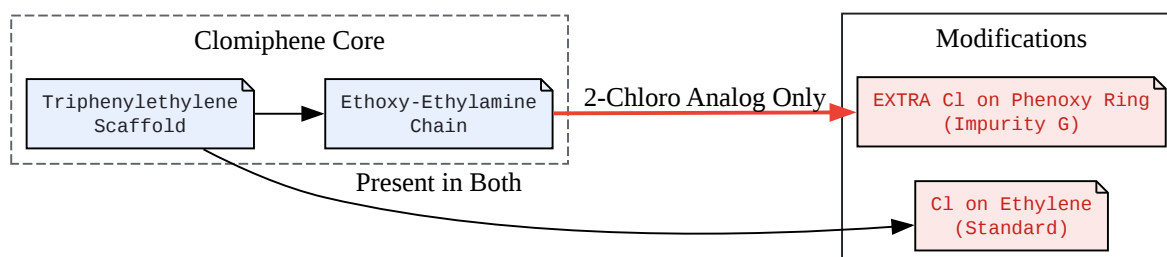 Clomiphene Core
Triphenylethylene
Scaffold
Ethoxy-Ethylamine
Chain
2-Chloro Analog Only
Present in Both
Modifications
EXTRA Cl on Phenoxy Ring
(Impurity G)
Cl on Ethylene
(Standard)